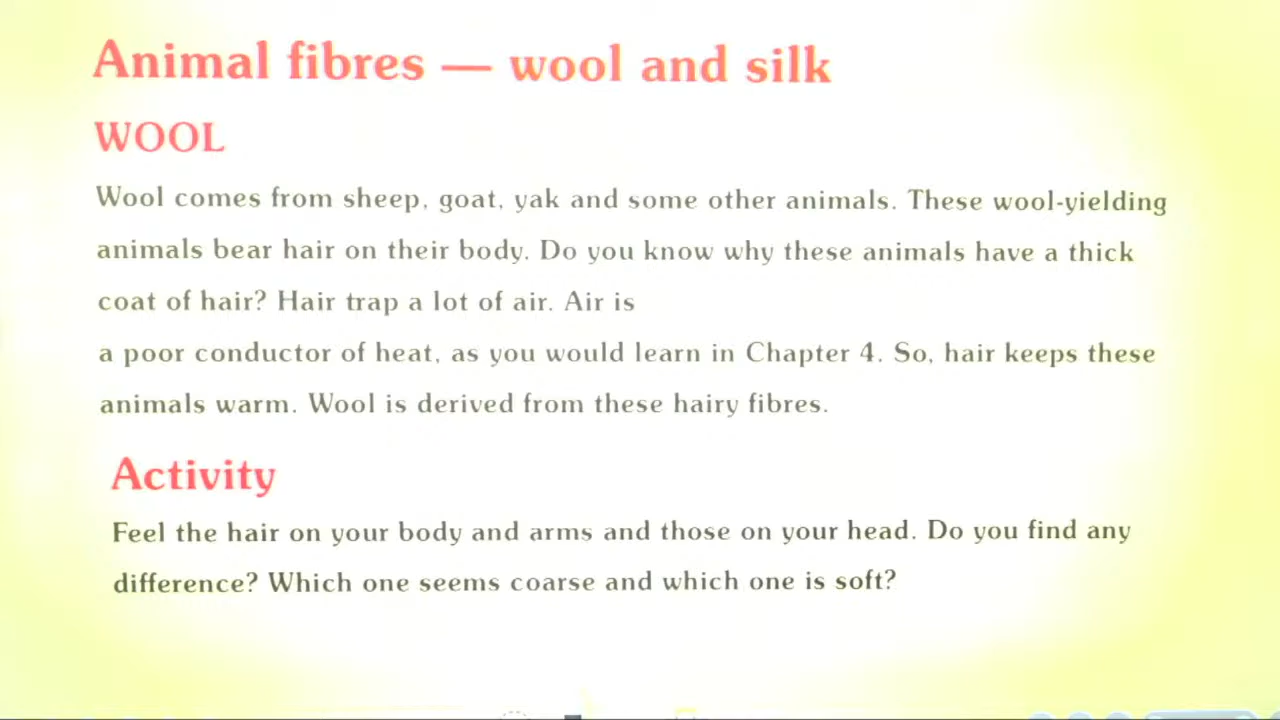 Animal fibres — wool and silk
WOOL
Wool comes from sheep, goat, yak and some other animals. These wool-yielding
animals bear hair on their body. Do you know why these animals have a thick
coat of hair? Hair trap a lot of air. Air is
a poor conductor of heat, as you would learn in Chapter 4. So, hair keeps these
animals warm. Wool is derived from these hairy fibres.
Activity
Feel the hair on your body and arms and those on your head. Do you find any
difference? Which one seems coarse and which one is soft?